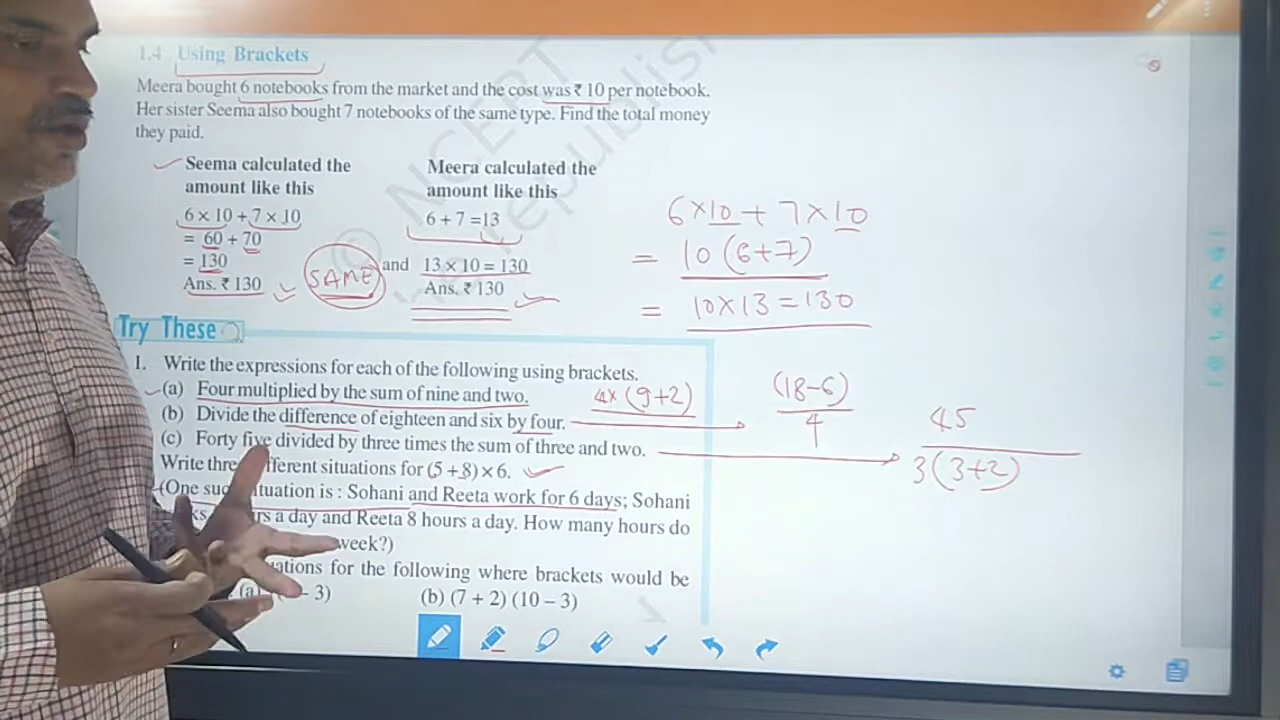 1.4 Using Brackets
Meera bought 6 notebooks from the market and the cost was ₹ 10 per notebook.
Her sister Seema also bought 7 notebooks of the same type. Find the total money
they paid.
Seema calculated the
amount like this
6 × 10 + 7 × 10
= 60 + 70
= 130
Ans. ₹ 130
SAME
and
Meera calculated the
amount like this
6 + 7 =13
13 × 10 = 130
Ans. ₹ 130
6×10 + 7×10
= 10 (6+7)
= 10×13 = 130
© NCERT
republis
Try These
1. Write the expressions for each of the following using brackets.
(a) Four multiplied by the sum of nine and two. 4×(9+2)
(b) Divide the difference of eighteen and six by four.
(18-6)
4
(c) Forty five divided by three times the sum of three and two.
45
3(3+2)
Write three different situations for (5 + 8) × 6.
(One such situation is : Sohani and Reeta work for 6 days; Sohani
a day and Reeta 8 hours a day. How many hours do
week?)
for the following where brackets would be
(a) – 3) (b) (7 + 2) (10 – 3)